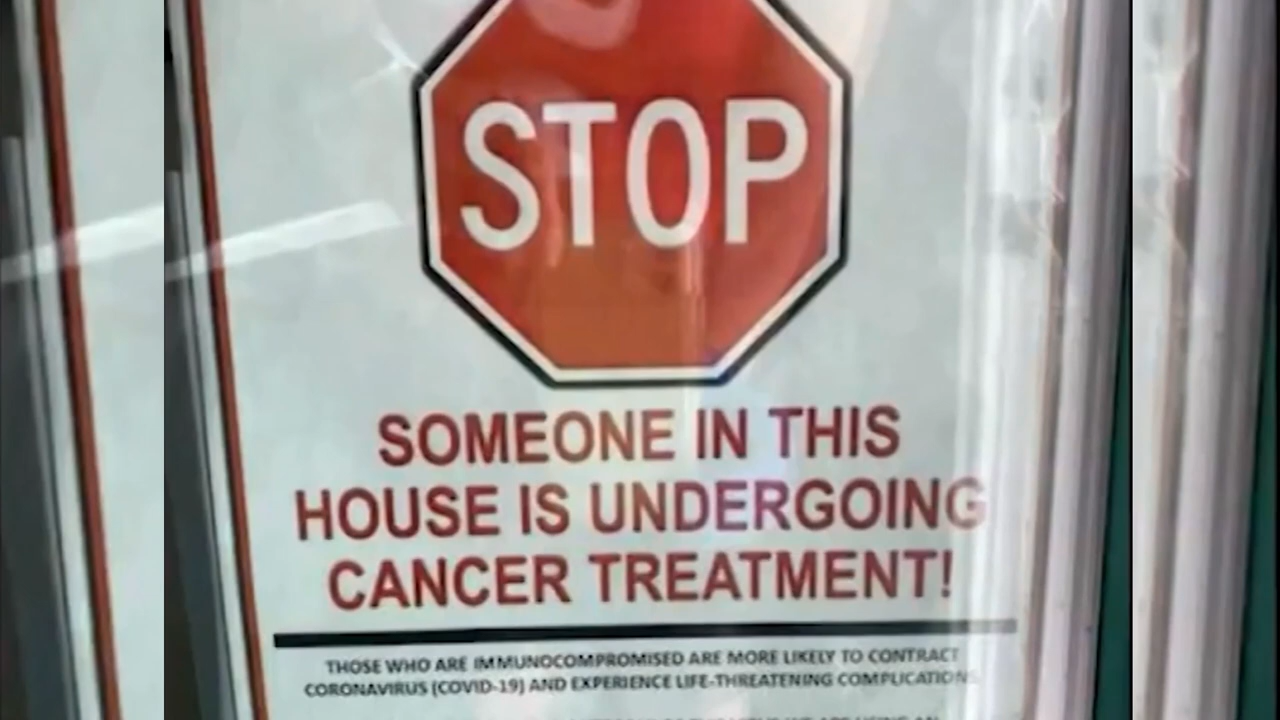 STOP
SOMEONE IN THIS
HOUSE IS UNDERGOING
CANCER TREATMENT!
THOSE WHO ARE IMMUNOCOMPROMISED ARE MORE LIKELY TO CONTRACT
CORONAVIRUS (COVID-19) AND EXPERIENCE LIFE-THREATENING COMPLICATIONS